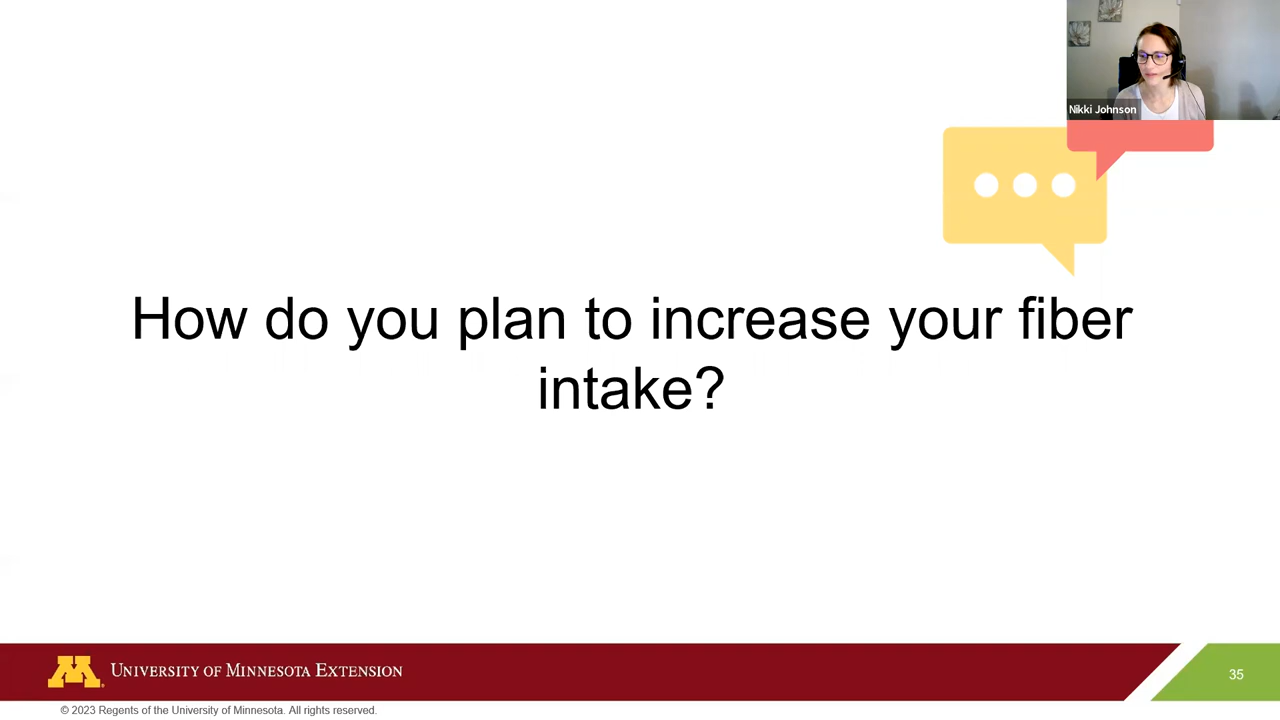 Nikki Johnson
How do you plan to increase your fiber
intake?
UNIVERSITY OF MINNESOTA EXTENSION
35
© 2023 Regents of the University of Minnesota. All rights reserved.